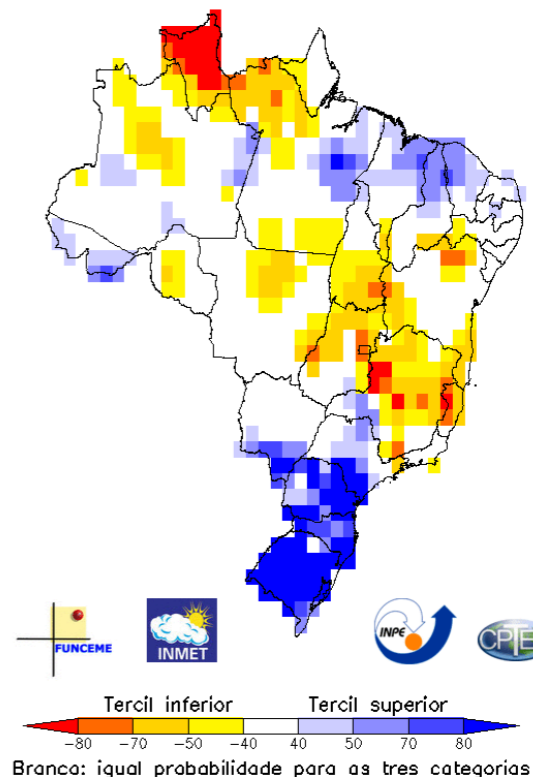 FUNCEME
INMET
INPE
CPTE
Tercil inferior Tercil superior
-80 -70 -50 -40 40 50 70 80
Branca: igual probabilidade para as tres categorias